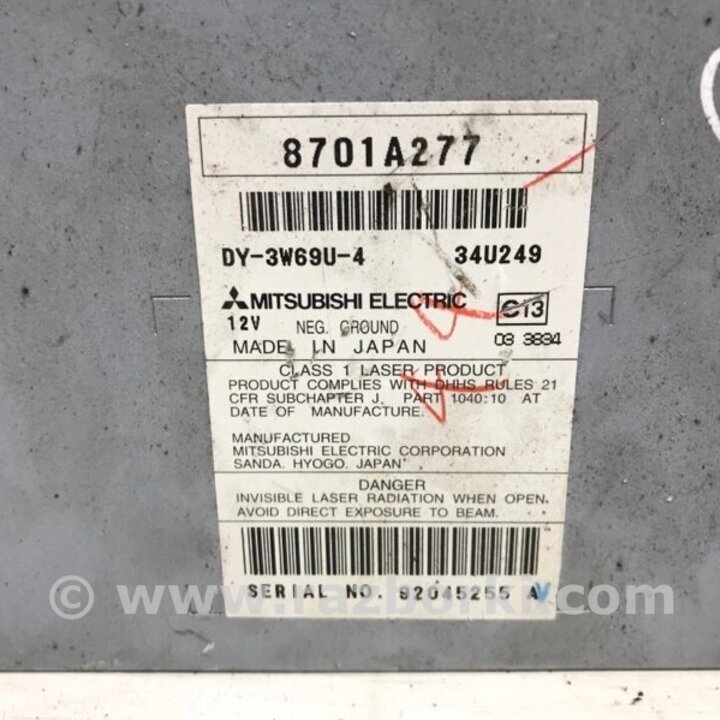 8701A277
DY-3W69U-4 34U249
MITSUBISHI ELECTRIC C13
12V NEG. GROUND 03 3834
MADE IN JAPAN
CLASS 1 LASER PRODUCT
PRODUCT COMPLIES WITH DHHS RULES 21
CFR SUBCHAPTER J. PART 1040:10 AT
DATE OF MANUFACTURE.
MANUFACTURED
MITSUBISHI ELECTRIC CORPORATION
SANDA. HYOGO. JAPAN
DANGER
INVISIBLE LASER RADIATION WHEN OPEN.
AVOID DIRECT EXPOSURE TO BEAM.
SERIAL NO. 92045255 A
© www.razborki.com